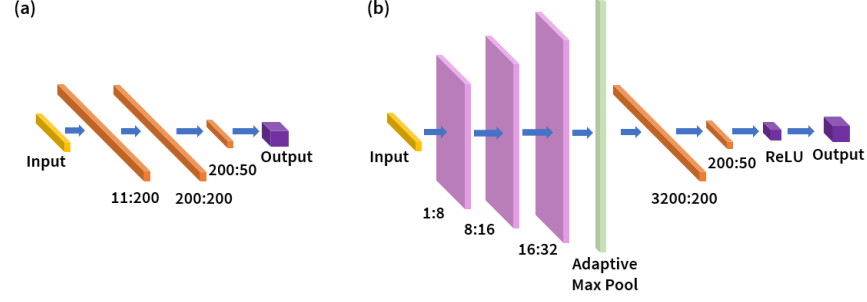 (a)
Input
11:200
200:200
200:50
Output
(b)
Input
1:8
8:16
16:32
Adaptive
Max Pool
3200:200
200:50
ReLU
Output